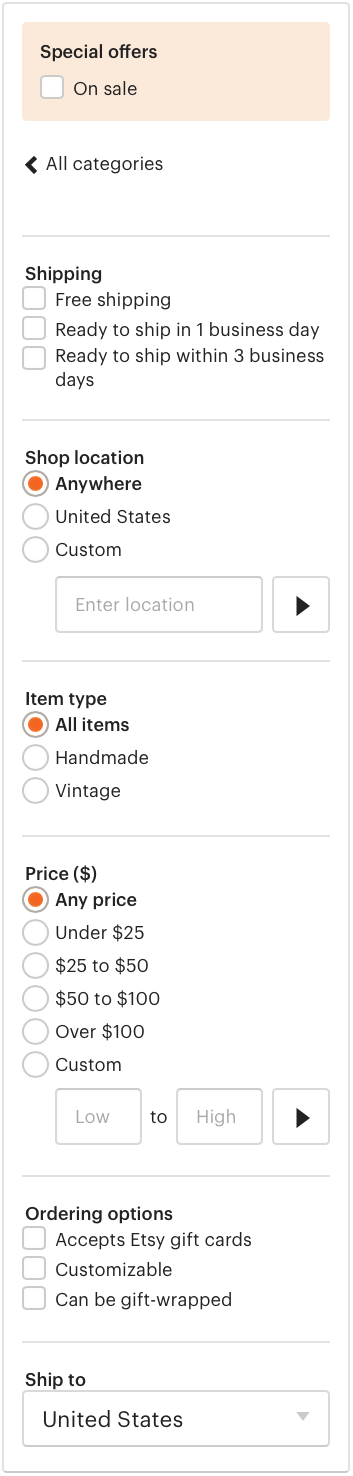 Special offers
On sale
All categories
Shipping
Free shipping
Ready to ship in 1 business day
Ready to ship within 3 business
days
Shop location
Anywhere
United States
Custom
Enter location
Item type
All items
Handmade
Vintage
Price ($)
Any price
Under $25
$25 to $50
$50 to $100
Over $100
Custom
Low to High
Ordering options
Accepts Etsy gift cards
Customizable
Can be gift-wrapped
Ship to
United States